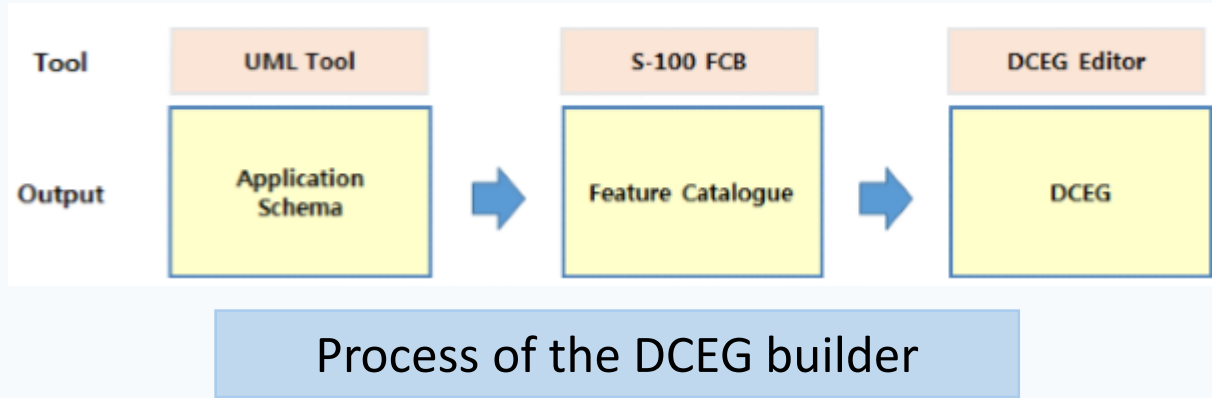 Tool UML Tool S-100 FCB DCEG Editor
Output Application Schema Feature Catalogue DCEG
Process of the DCEG builder